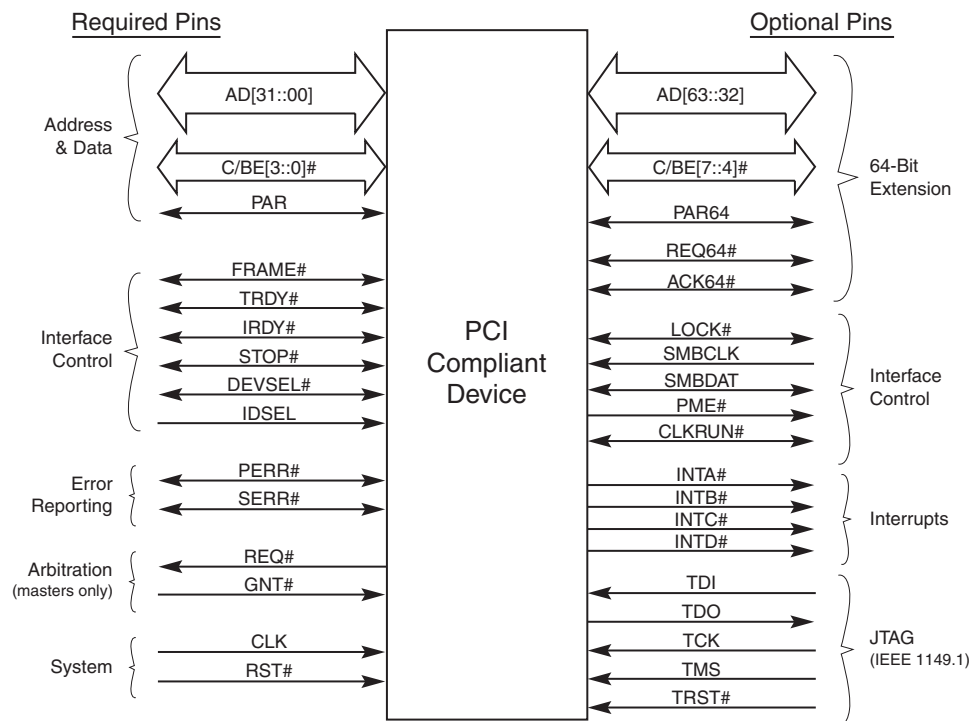 Required Pins
Address
& Data
AD[31::00]
C/BE[3::0]#
PAR
Interface
Control
FRAME#
TRDY#
IRDY#
STOP#
DEVSEL#
IDSEL
Error
Reporting
PERR#
SERR#
Arbitration
(masters only)
REQ#
GNT#
System
CLK
RST#
PCI
Compliant
Device
Optional Pins
AD[63::32]
C/BE[7::4]#
PAR64
REQ64#
ACK64#
64-Bit
Extension
LOCK#
SMBCLK
SMBDAT
PME#
CLKRUN#
Interface
Control
INTA#
INTB#
INTC#
INTD#
Interrupts
TDI
TDO
TCK
TMS
TRST#
JTAG
(IEEE 1149.1)